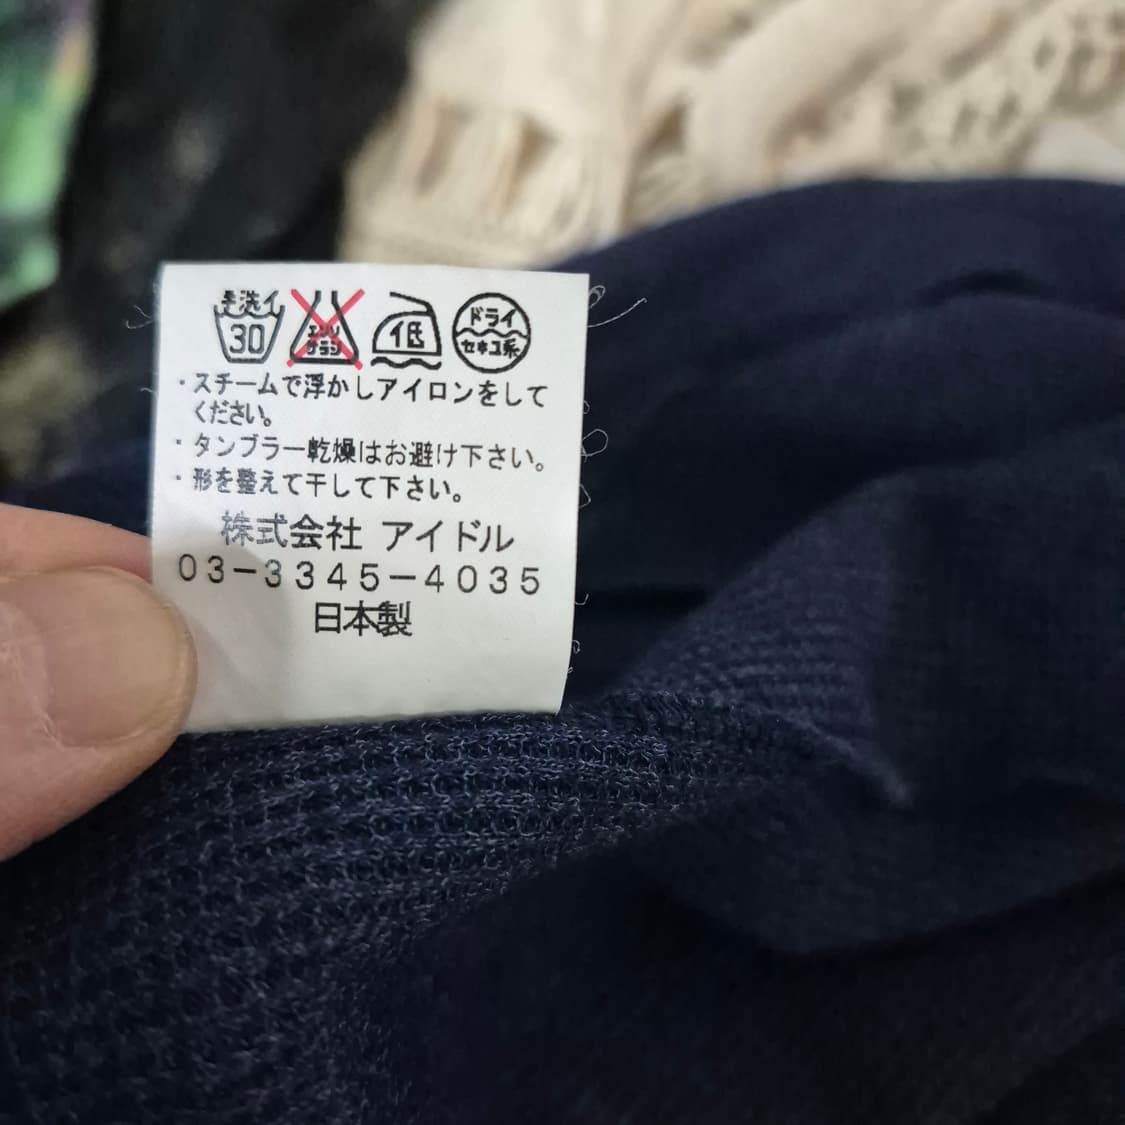 手洗イ 30 エンソサラシ 低 ドライ セキユ系
・スチームで浮かしアイロンをして
ください。
・タンブラー乾燥はお避け下さい。
・形を整えて干して下さい。
株式会社 アイドル
03-3345-4035
日本製